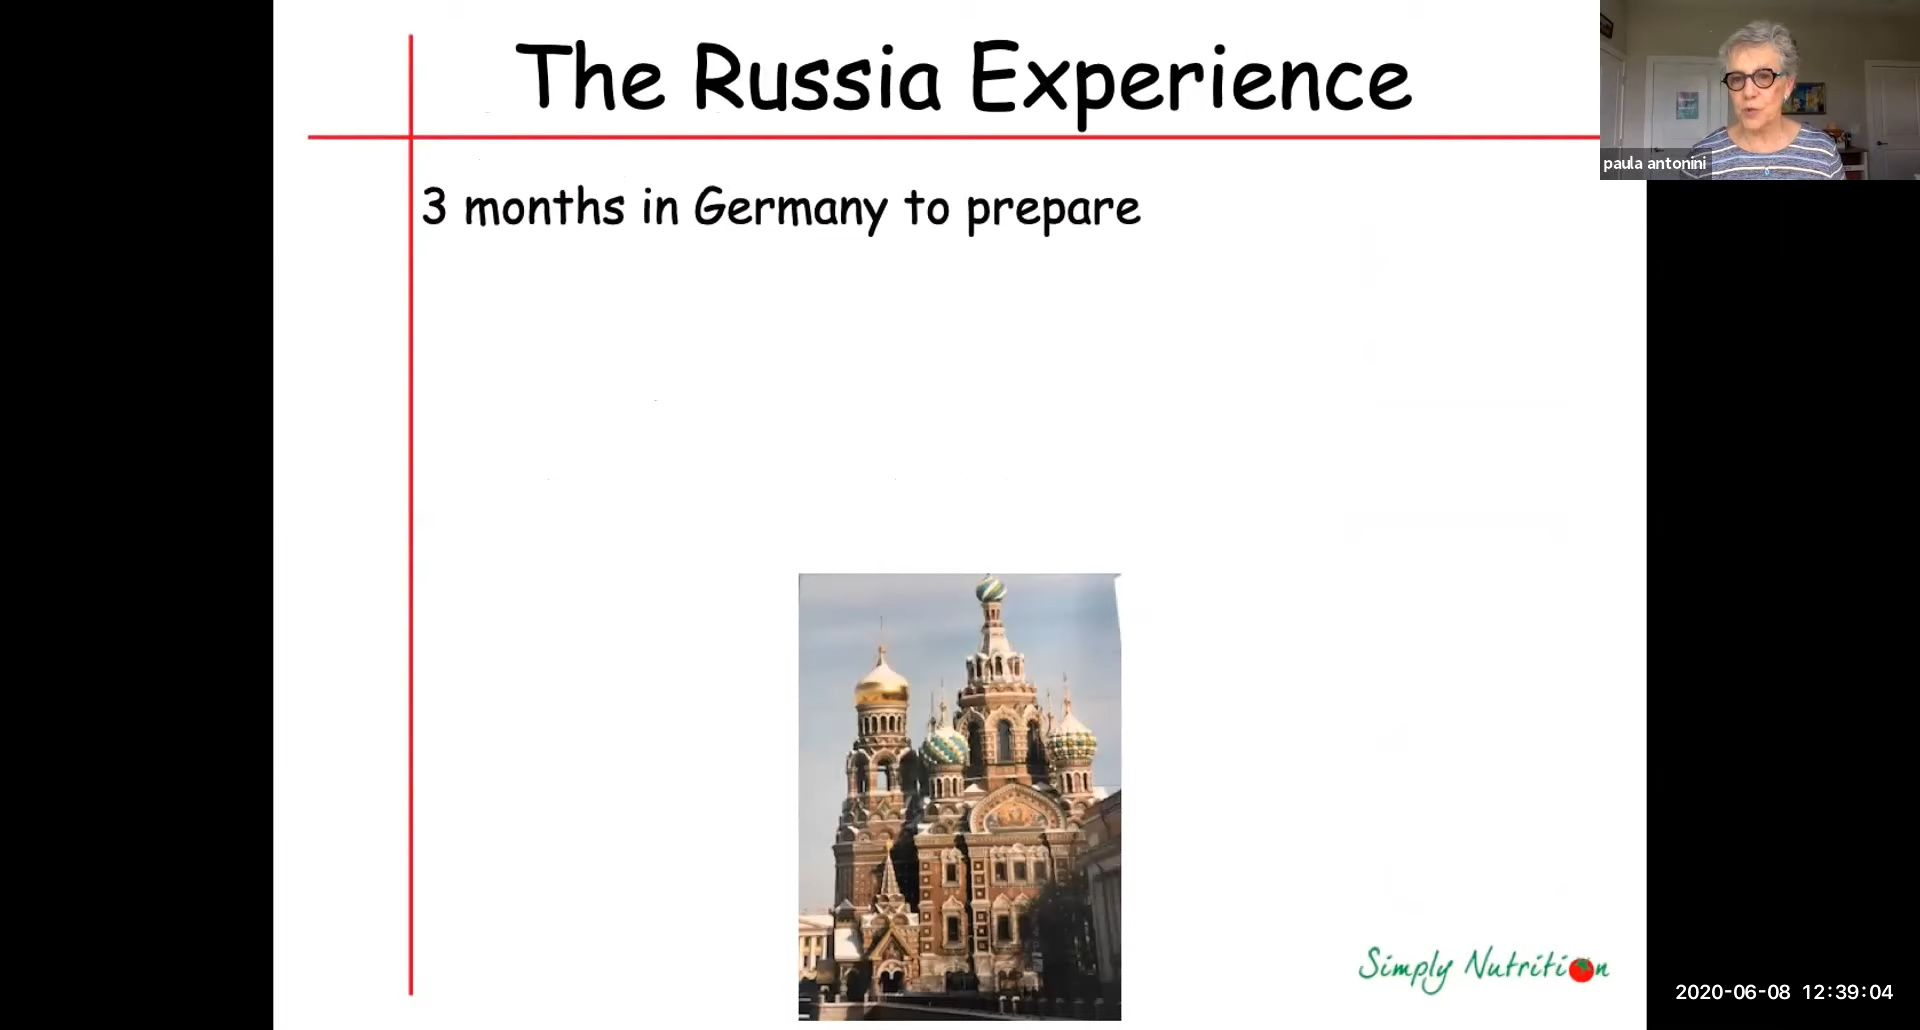 The Russia Experience
paula antonini
3 months in Germany to prepare
Simply Nutrition
2020-06-08 12:39:04